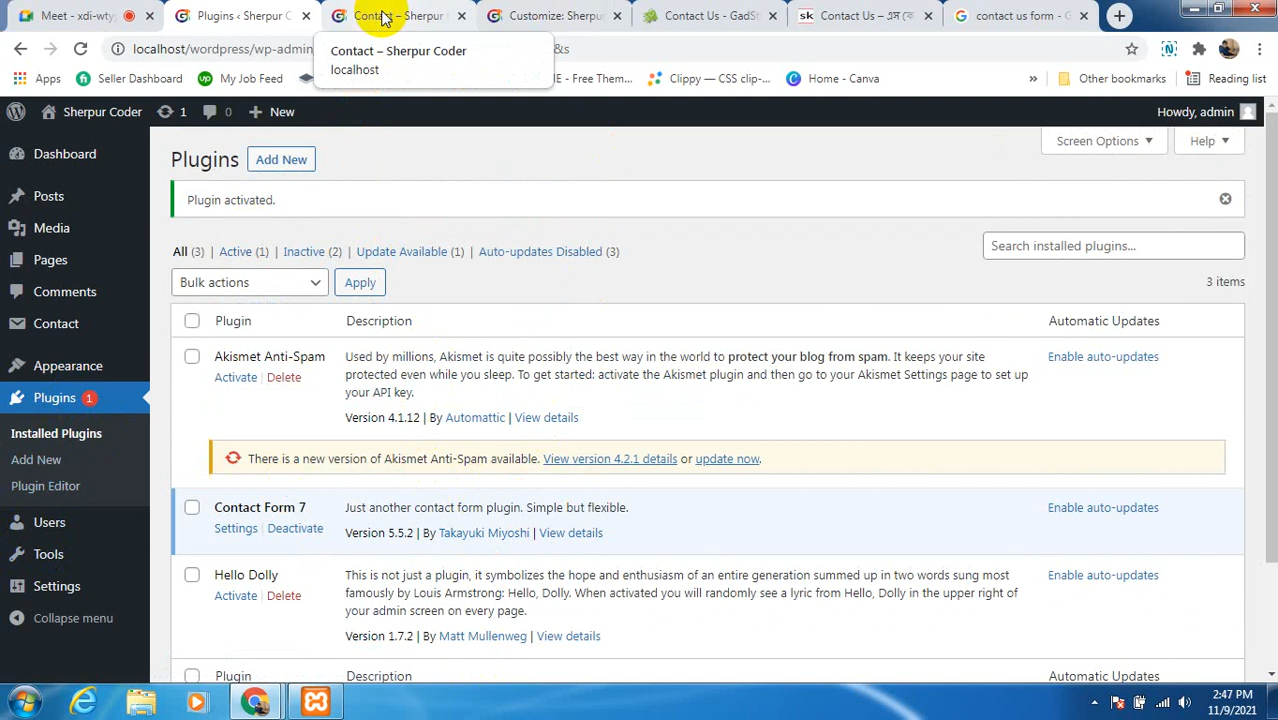 Meet - xdi-wty
Plugins ‹ Sherpur C
Contact – Sherpur
Customize: Sherpu
Contact Us - GadSt
Contact Us – এস কে
contact us form - G
localhost/wordpress/wp-admin
&s
Contact – Sherpur Coder
localhost
Apps
Seller Dashboard
My Job Feed
E - Free Them...
Clippy — CSS clip-...
Home - Canva
»
Other bookmarks
Reading list
Sherpur Coder
1
0
New
Howdy, admin
Dashboard
Posts
Media
Pages
Comments
Contact
Appearance
Plugins 1
Installed Plugins
Add New
Plugin Editor
Users
Tools
Settings
Collapse menu
Plugins
Add New
Screen Options
Help
Plugin activated.
All (3) | Active (1) | Inactive (2) | Update Available (1) | Auto-updates Disabled (3)
Search installed plugins...
Bulk actions
Apply
3 items
Plugin
Description
Automatic Updates
Akismet Anti-Spam
Activate | Delete
Used by millions, Akismet is quite possibly the best way in the world to protect your blog from spam. It keeps your site
protected even while you sleep. To get started: activate the Akismet plugin and then go to your Akismet Settings page to set up
your API key.
Version 4.1.12 | By Automattic | View details
Enable auto-updates
There is a new version of Akismet Anti-Spam available. View version 4.2.1 details or update now.
Contact Form 7
Settings | Deactivate
Just another contact form plugin. Simple but flexible.
Version 5.5.2 | By Takayuki Miyoshi | View details
Enable auto-updates
Hello Dolly
Activate | Delete
This is not just a plugin, it symbolizes the hope and enthusiasm of an entire generation summed up in two words sung most
famously by Louis Armstrong: Hello, Dolly. When activated you will randomly see a lyric from Hello, Dolly in the upper right of
your admin screen on every page.
Version 1.7.2 | By Matt Mullenweg | View details
Enable auto-updates
Plugin
Description
Automatic Updates
2:47 PM
11/9/2021